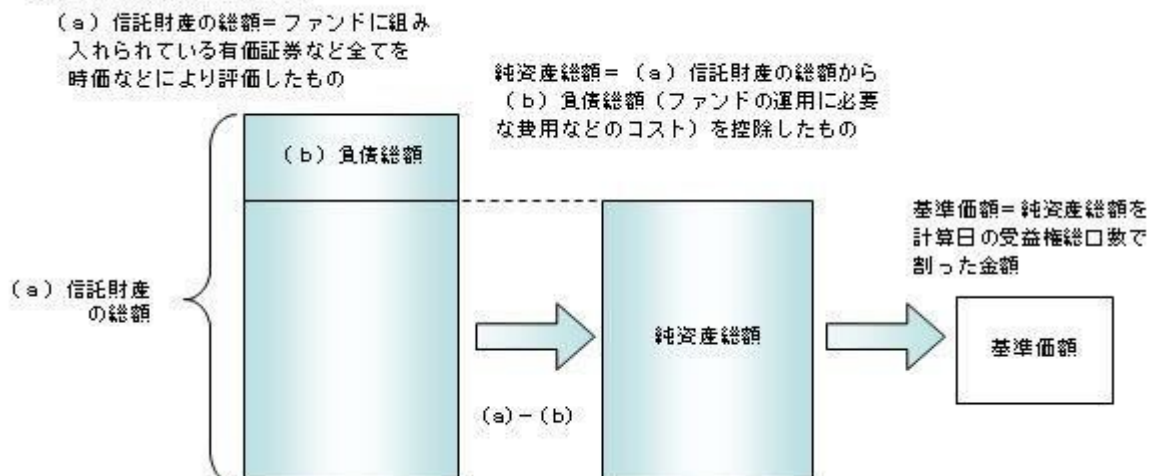 (a)信託財産の総額=ファンドに組み
入れられている有価証券など全てを
時価などにより評価したもの
純資産総額=(a)信託財産の総額から
(b)負債総額(ファンドの運用に必要
な費用などのコスト)を控除したもの
(b)負債総額
基準価額=純資産総額を
計算日の受益権総口数で
割った金額
(a)信託財産
の総額
純資産総額
基準価額
(a)-(b)